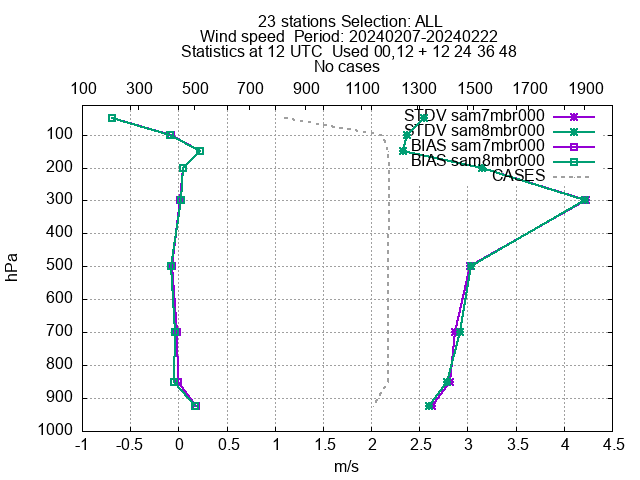 23 stations Selection: ALL
Wind speed  Period: 20240207-20240222
Statistics at 12 UTC  Used 00,12 + 12 24 36 48
No cases
100 300 500 700 900 1100 1300 1500 1700 1900
STDV sam7mbr000
STDV sam8mbr000
BIAS sam7mbr000
BIAS sam8mbr000
CASES
hPa
100
200
300
400
500
600
700
800
900
1000
-1 -0.5 0 0.5 1 1.5 2 2.5 3 3.5 4 4.5
m/s